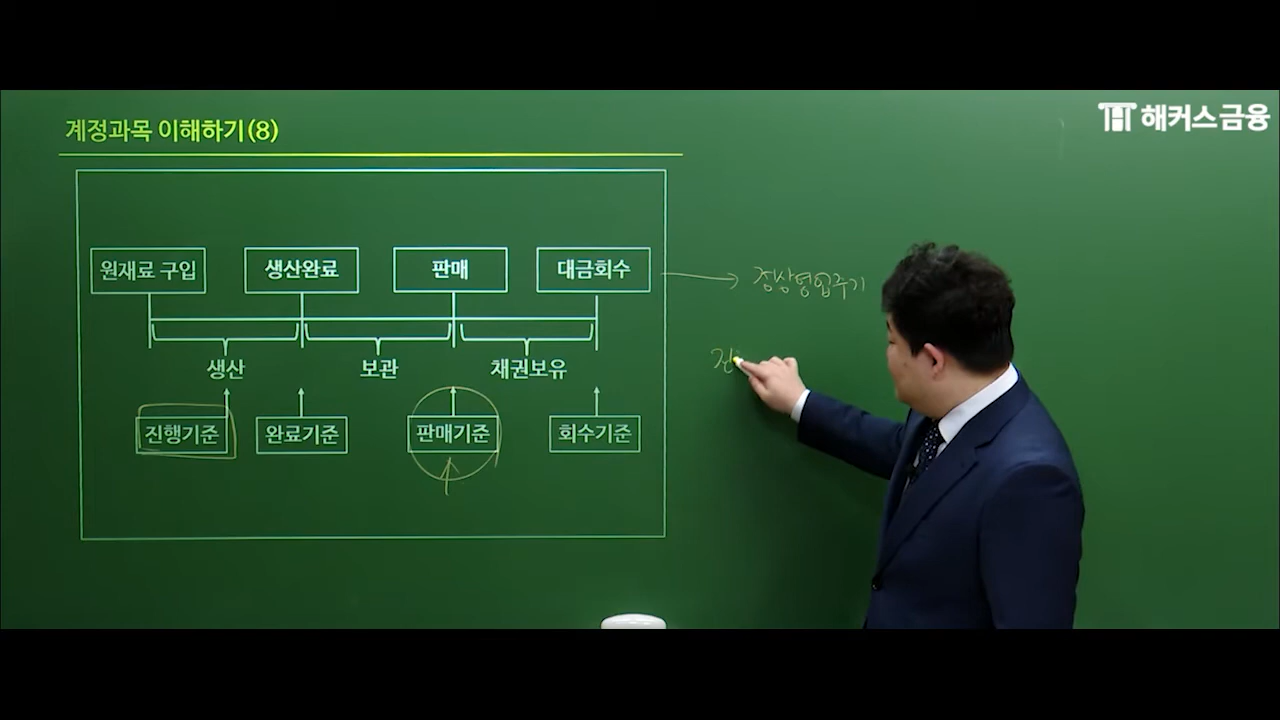 해커스금융
계정과목 이해하기(8)
원재료 구입 생산완료 판매 대금회수
정상영업주기
생산 보관 채권보유
진행기준 완료기준 판매기준 회수기준